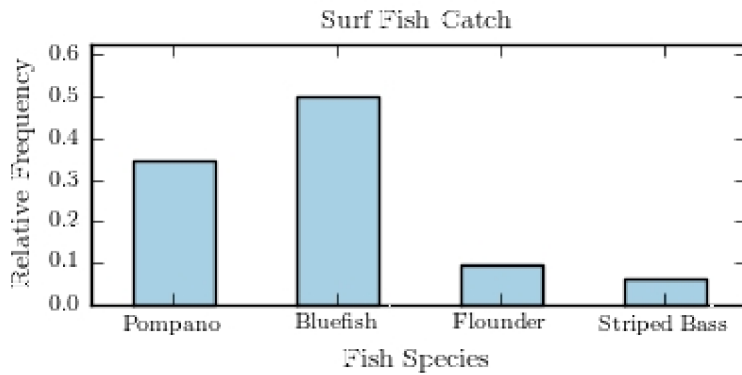 Surf Fish Catch
0.6
0.5
0.4
0.3
0.2
0.1
0.0
Relative Frequency
Pompano Bluefish Flounder Striped Bass
Fish Species